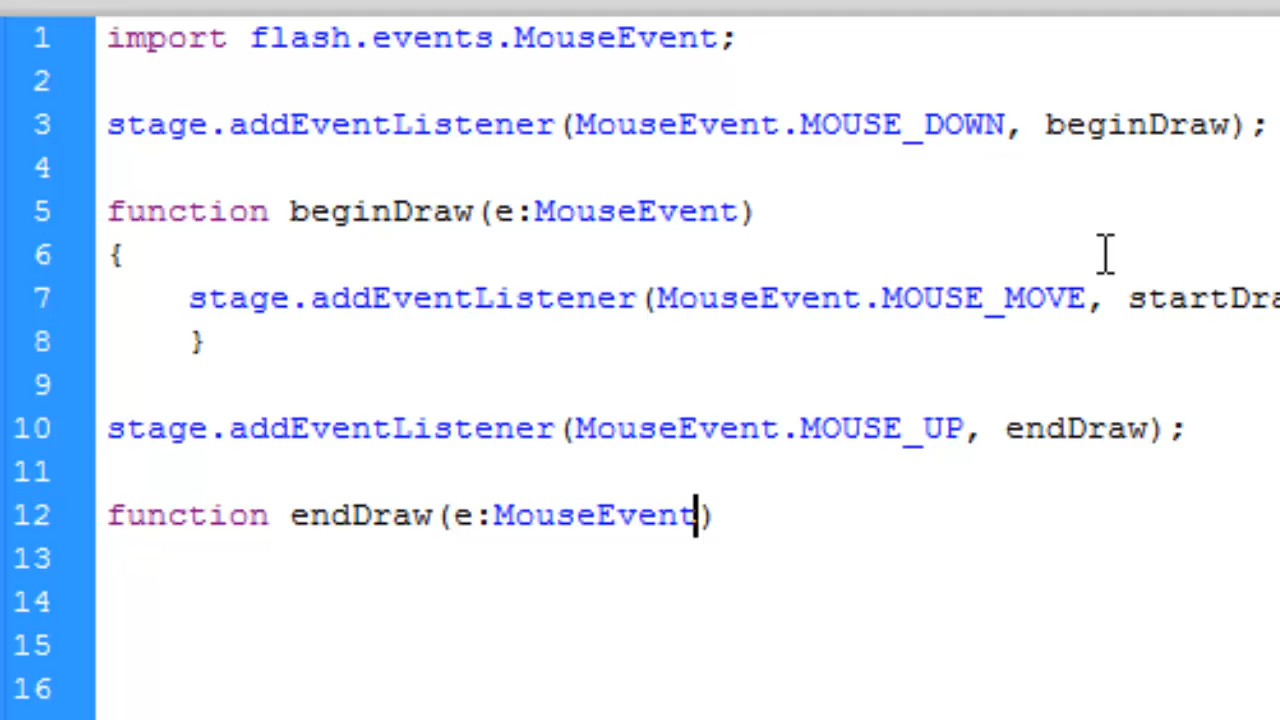 1 import flash.events.MouseEvent;
2
3 stage.addEventListener(MouseEvent.MOUSE_DOWN, beginDraw);
4
5 function beginDraw(e:MouseEvent)
6 {
7 stage.addEventListener(MouseEvent.MOUSE_MOVE, startDra
8 }
9
10 stage.addEventListener(MouseEvent.MOUSE_UP, endDraw);
11
12 function endDraw(e:MouseEvent)
13
14
15
16